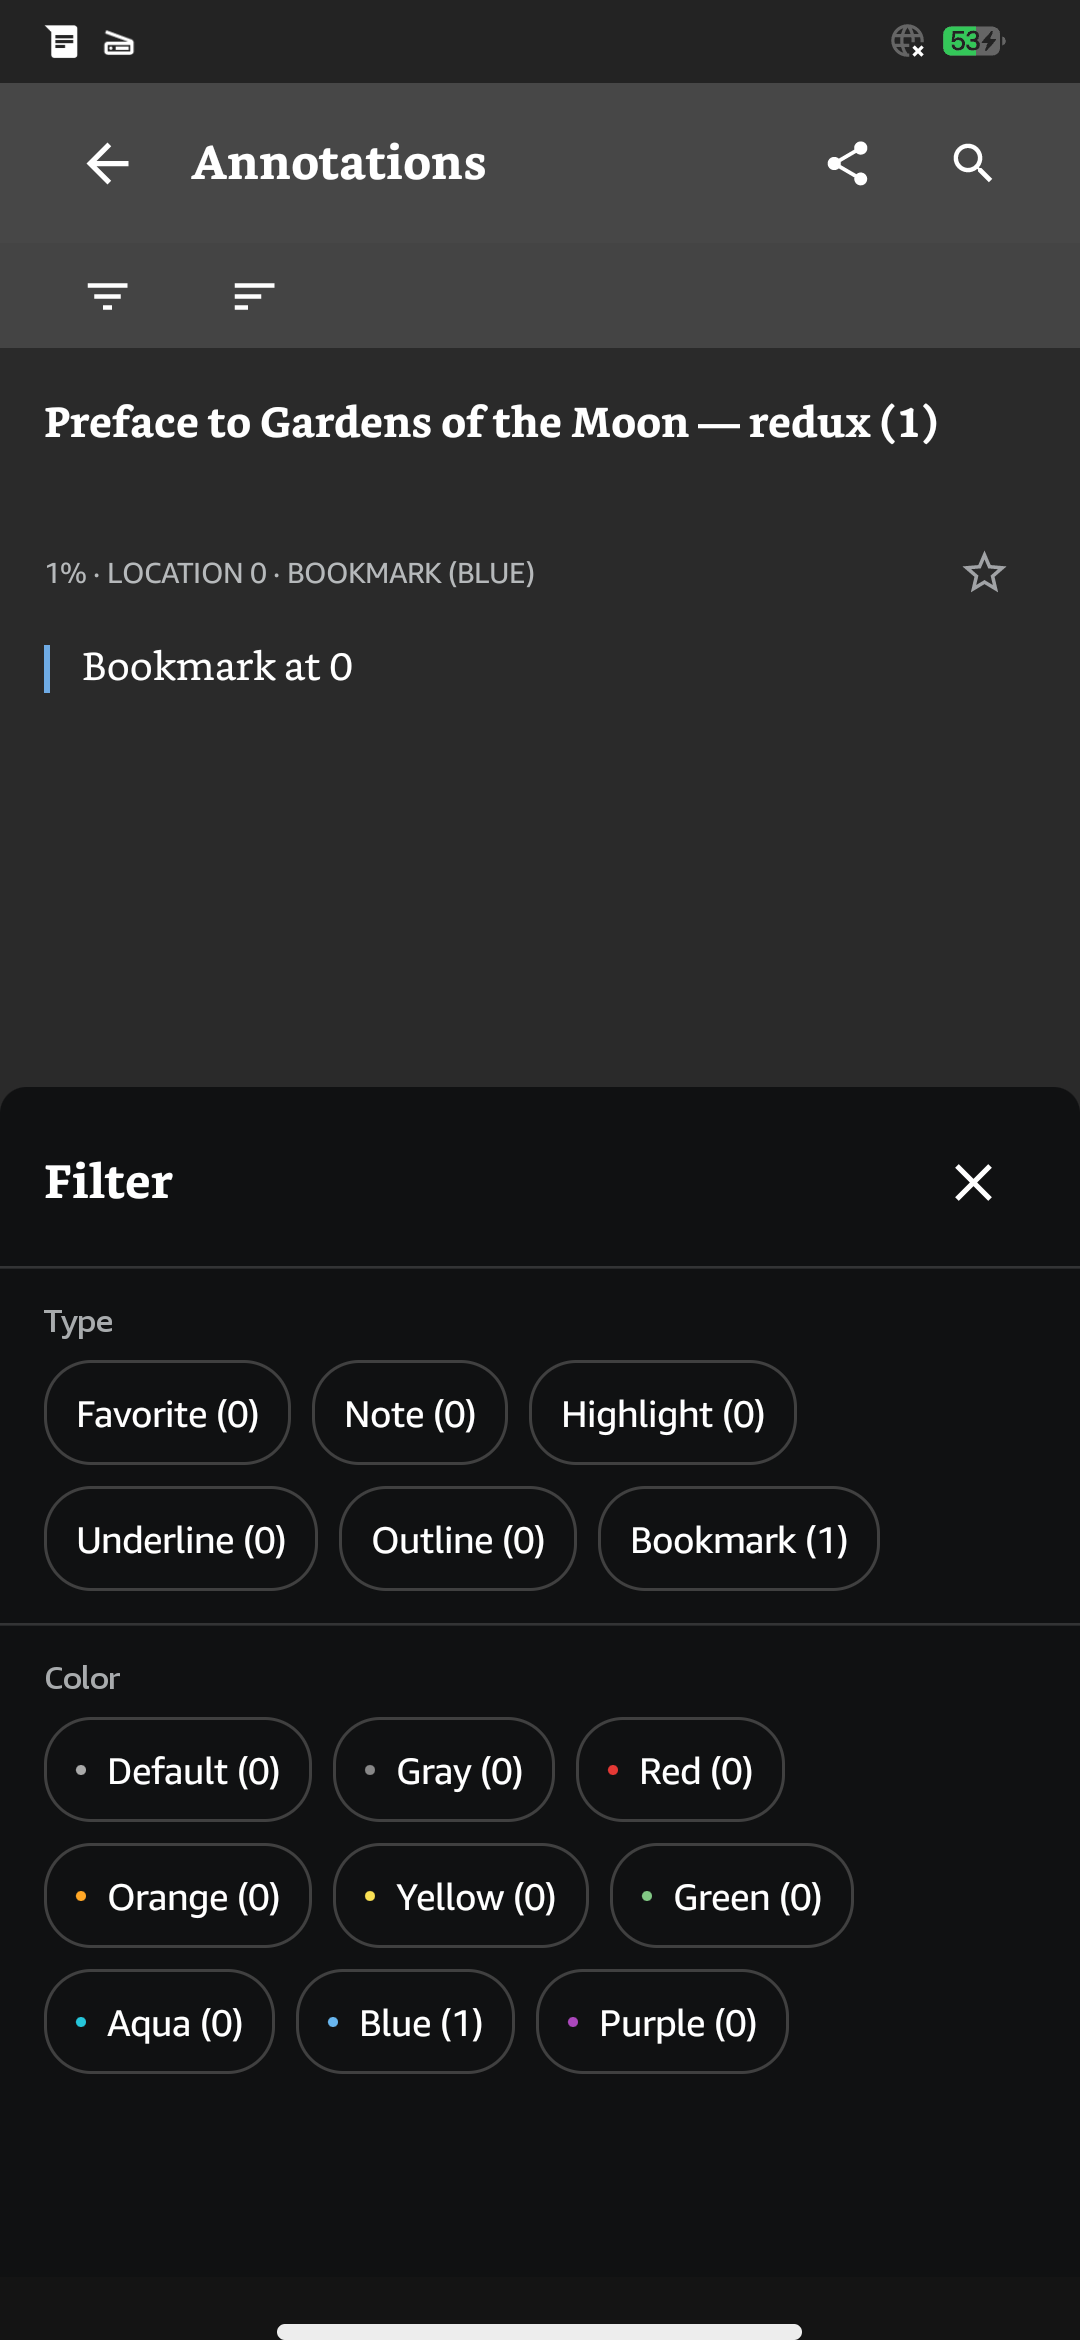 53
Annotations
Preface to Gardens of the Moon — redux (1)
1% · LOCATION 0 · BOOKMARK (BLUE)
Bookmark at 0
Filter
Type
Favorite (0) Note (0) Highlight (0)
Underline (0) Outline (0) Bookmark (1)
Color
Default (0) Gray (0) Red (0)
Orange (0) Yellow (0) Green (0)
Aqua (0) Blue (1) Purple (0)